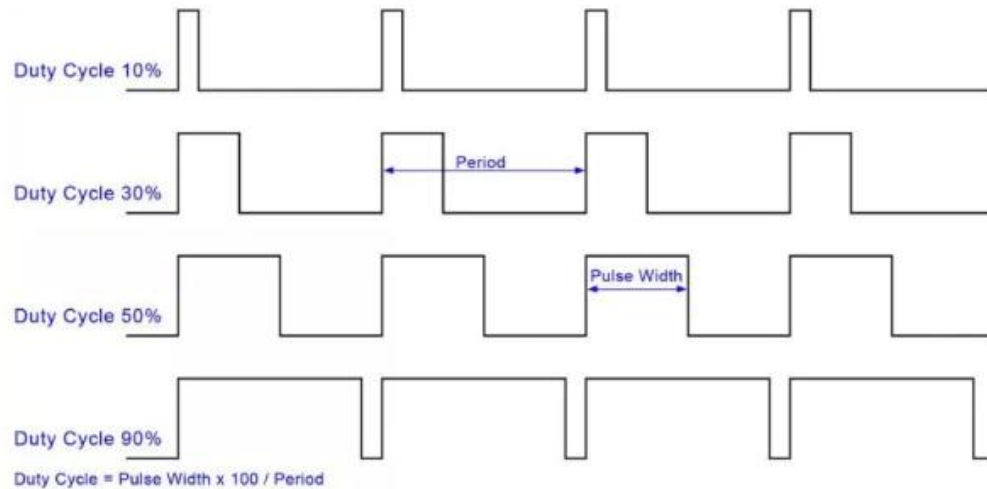 Duty Cycle 10%
Period
Duty Cycle 30%
Pulse Width
Duty Cycle 50%
Duty Cycle 90%
Duty Cycle = Pulse Width x 100 / Period